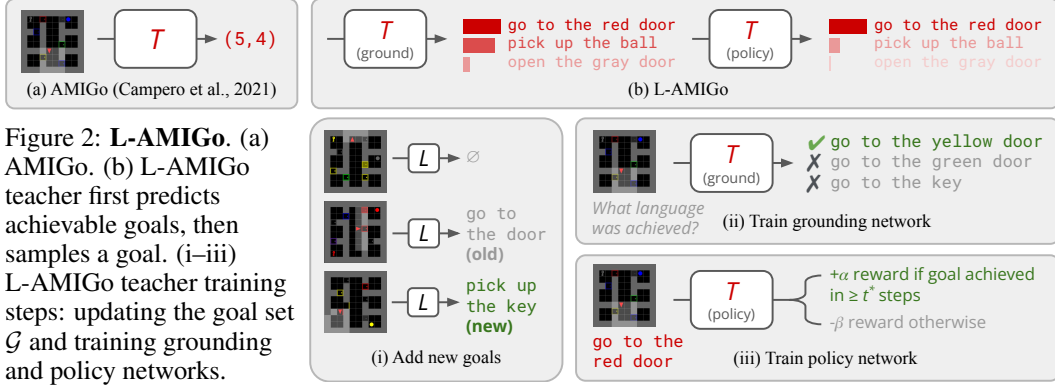 T
(5,4)
(a) AMIGo (Campero et al., 2021)
T
(ground)
go to the red door
pick up the ball
open the gray door
T
(policy)
go to the red door
pick up the ball
open the gray door
(b) L-AMIGo
Figure 2: L-AMIGo. (a)
AMIGo. (b) L-AMIGo
teacher first predicts
achievable goals, then
samples a goal. (i–iii)
L-AMIGo teacher training
steps: updating the goal set
𝒢 and training grounding
and policy networks.
L
∅
L
go to
the door
(old)
L
pick up
the key
(new)
(i) Add new goals
What language
was achieved?
T
(ground)
✔ go to the yellow door
✗ go to the green door
✗ go to the key
(ii) Train grounding network
go to the
red door
T
(policy)
+α reward if goal achieved
in ≥ t* steps
-β reward otherwise
(iii) Train policy network